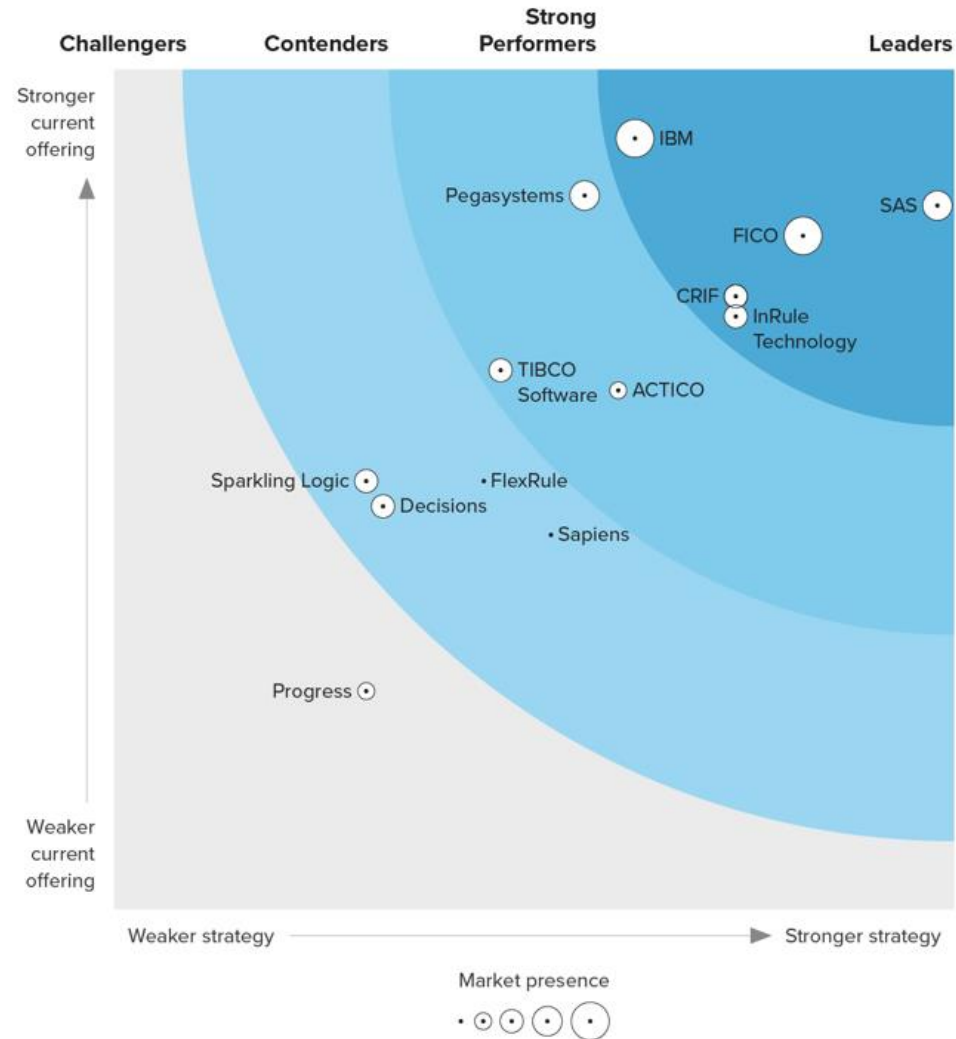 Challengers
Contenders
Strong
Performers
Leaders
Stronger
current
offering
IBM
Pegasystems
SAS
FICO
CRIF
InRule
Technology
TIBCO
Software
ACTICO
Sparkling Logic
FlexRule
Decisions
Sapiens
Progress
Weaker
current
offering
Weaker strategy
Stronger strategy
Market presence